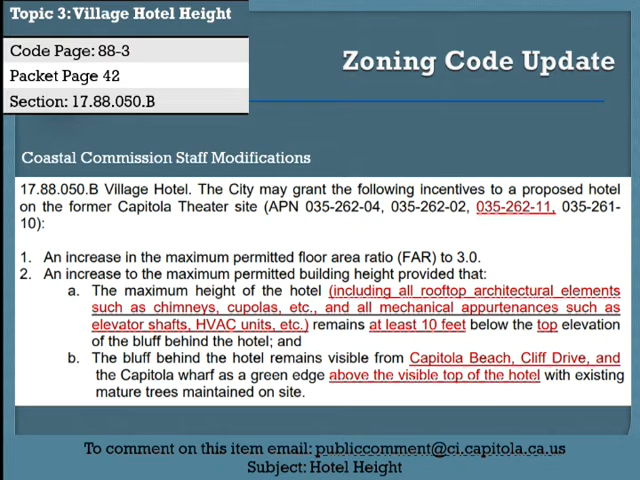 Topic 3: Village Hotel Height
Code Page: 88-3
Packet Page 42
Section: 17.88.050.B
Zoning Code Update
Coastal Commission Staff Modifications
17.88.050.B Village Hotel. The City may grant the following incentives to a proposed hotel
on the former Capitola Theater site (APN 035-262-04, 035-262-02, 035-262-11, 035-261-
10):
1. An increase in the maximum permitted floor area ratio (FAR) to 3.0.
2. An increase to the maximum permitted building height provided that:
a. The maximum height of the hotel (including all rooftop architectural elements
such as chimneys, cupolas, etc., and all mechanical appurtenances such as
elevator shafts, HVAC units, etc.) remains at least 10 feet below the top elevation
of the bluff behind the hotel; and
b. The bluff behind the hotel remains visible from Capitola Beach, Cliff Drive, and
the Capitola wharf as a green edge above the visible top of the hotel with existing
mature trees maintained on site.
To comment on this item email: publiccomment@ci.capitola.ca.us
Subject: Hotel Height